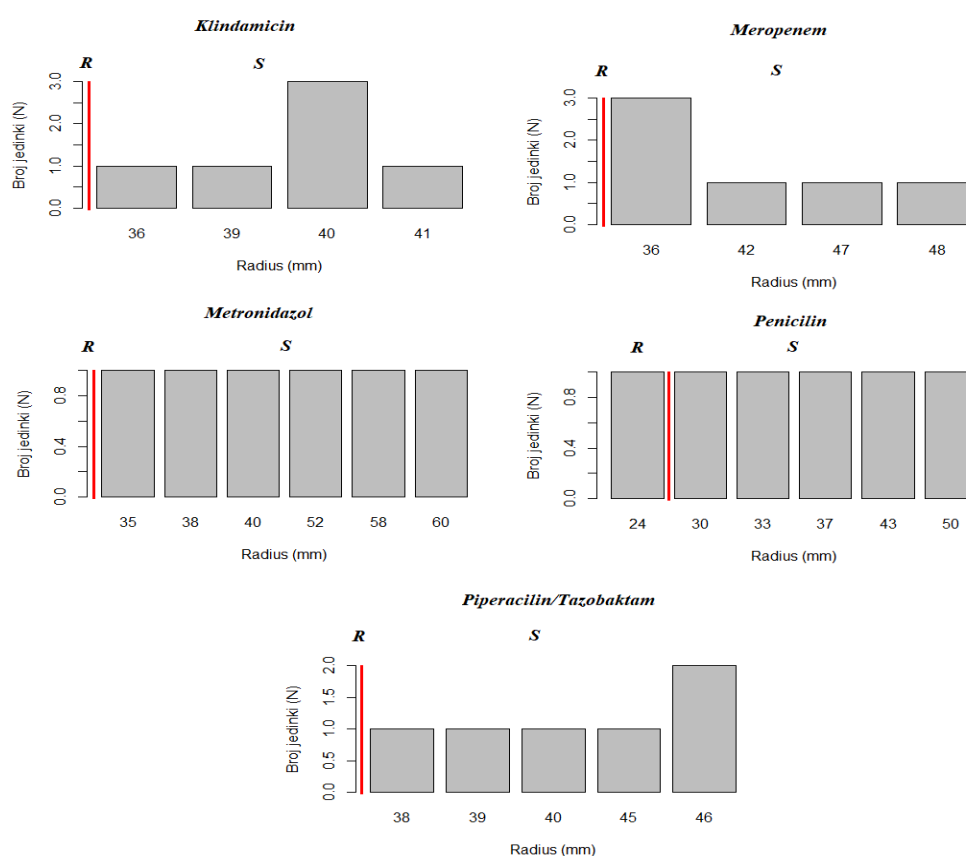 Klindamicin
R S
Broj jedinki (N)
3.0
2.0
1.0
0.0
36 39 40 41
Radius (mm)
Meropenem
R S
Broj jedinki (N)
3.0
2.0
1.0
0.0
36 42 47 48
Radius (mm)
Metronidazol
R S
Broj jedinki (N)
0.8
0.4
0.0
35 38 40 52 58 60
Radius (mm)
Penicilin
R S
Broj jedinki (N)
0.8
0.4
0.0
24 30 33 37 43 50
Radius (mm)
Piperacilin/Tazobaktam
R S
Broj jedinki (N)
2.0
1.5
1.0
0.5
0.0
38 39 40 45 46
Radius (mm)